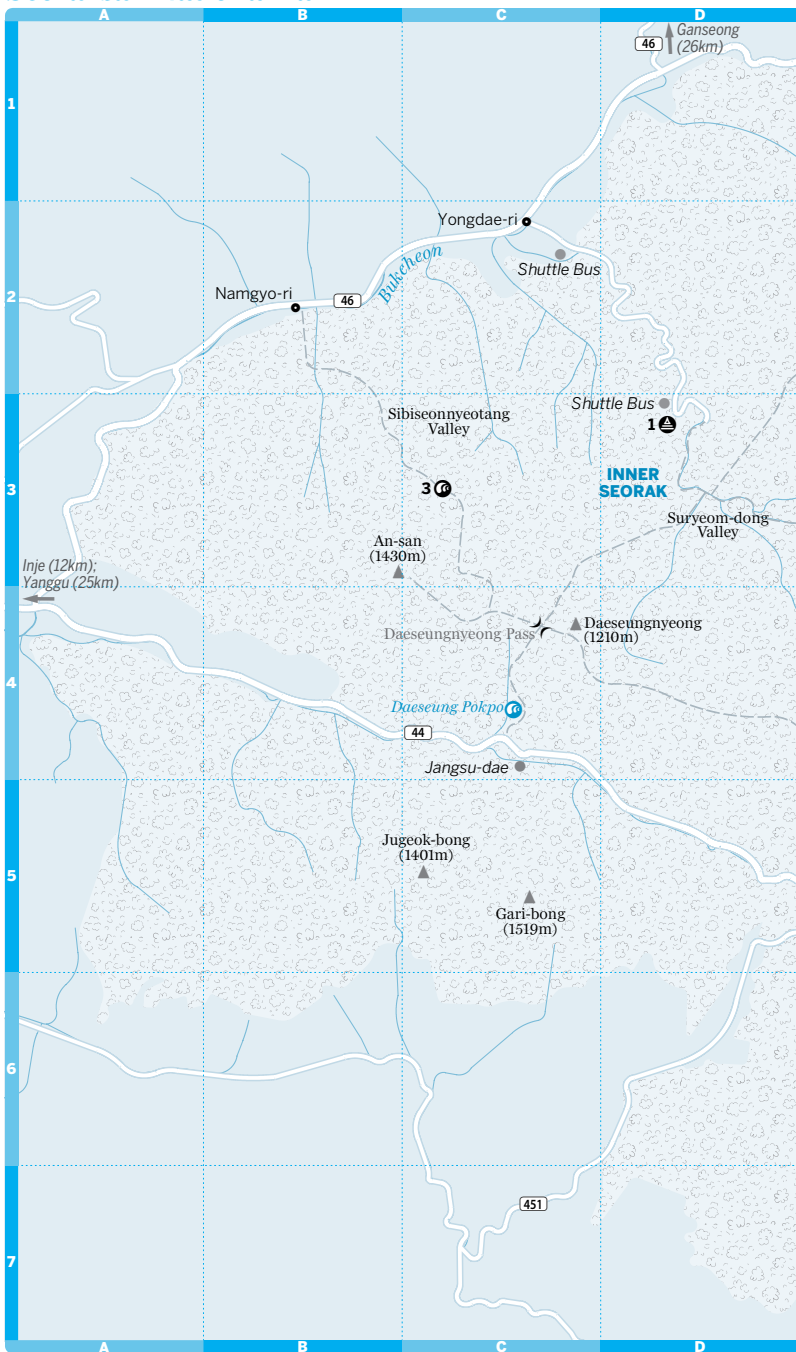 A
B
C
D
46
Ganseong
(26km)
1
Yongdae-ri
Shuttle Bus
Bukcheon
2
Namgyo-ri
46
Shuttle Bus
1
Sibiseonnyeotang
Valley
INNER
SEORAK
3
3
Suryeom-dong
Valley
An-san
(1430m)
Inje (12km);
Yanggu (25km)
Daeseungnyeong
(1210m)
Daeseungnyeong Pass
4
Daeseung Pokpo
44
Jangsu-dae
Jugeok-bong
(1401m)
5
Gari-bong
(1519m)
6
451
7
A
B
C
D